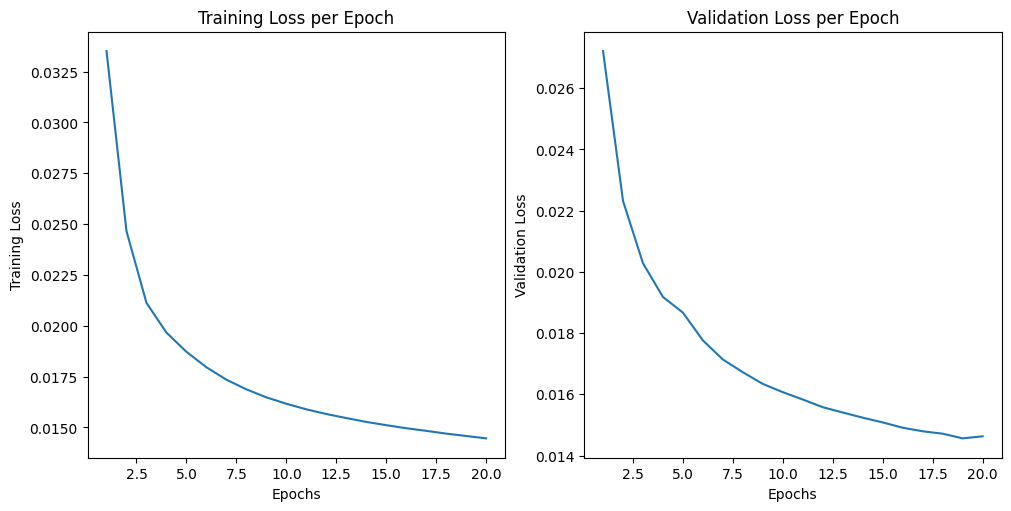 Training Loss per Epoch
Training Loss
0.0325
0.0300
0.0275
0.0250
0.0225
0.0200
0.0175
0.0150
2.5 5.0 7.5 10.0 12.5 15.0 17.5 20.0
Epochs
Validation Loss per Epoch
Validation Loss
0.026
0.024
0.022
0.020
0.018
0.016
0.014
2.5 5.0 7.5 10.0 12.5 15.0 17.5 20.0
Epochs